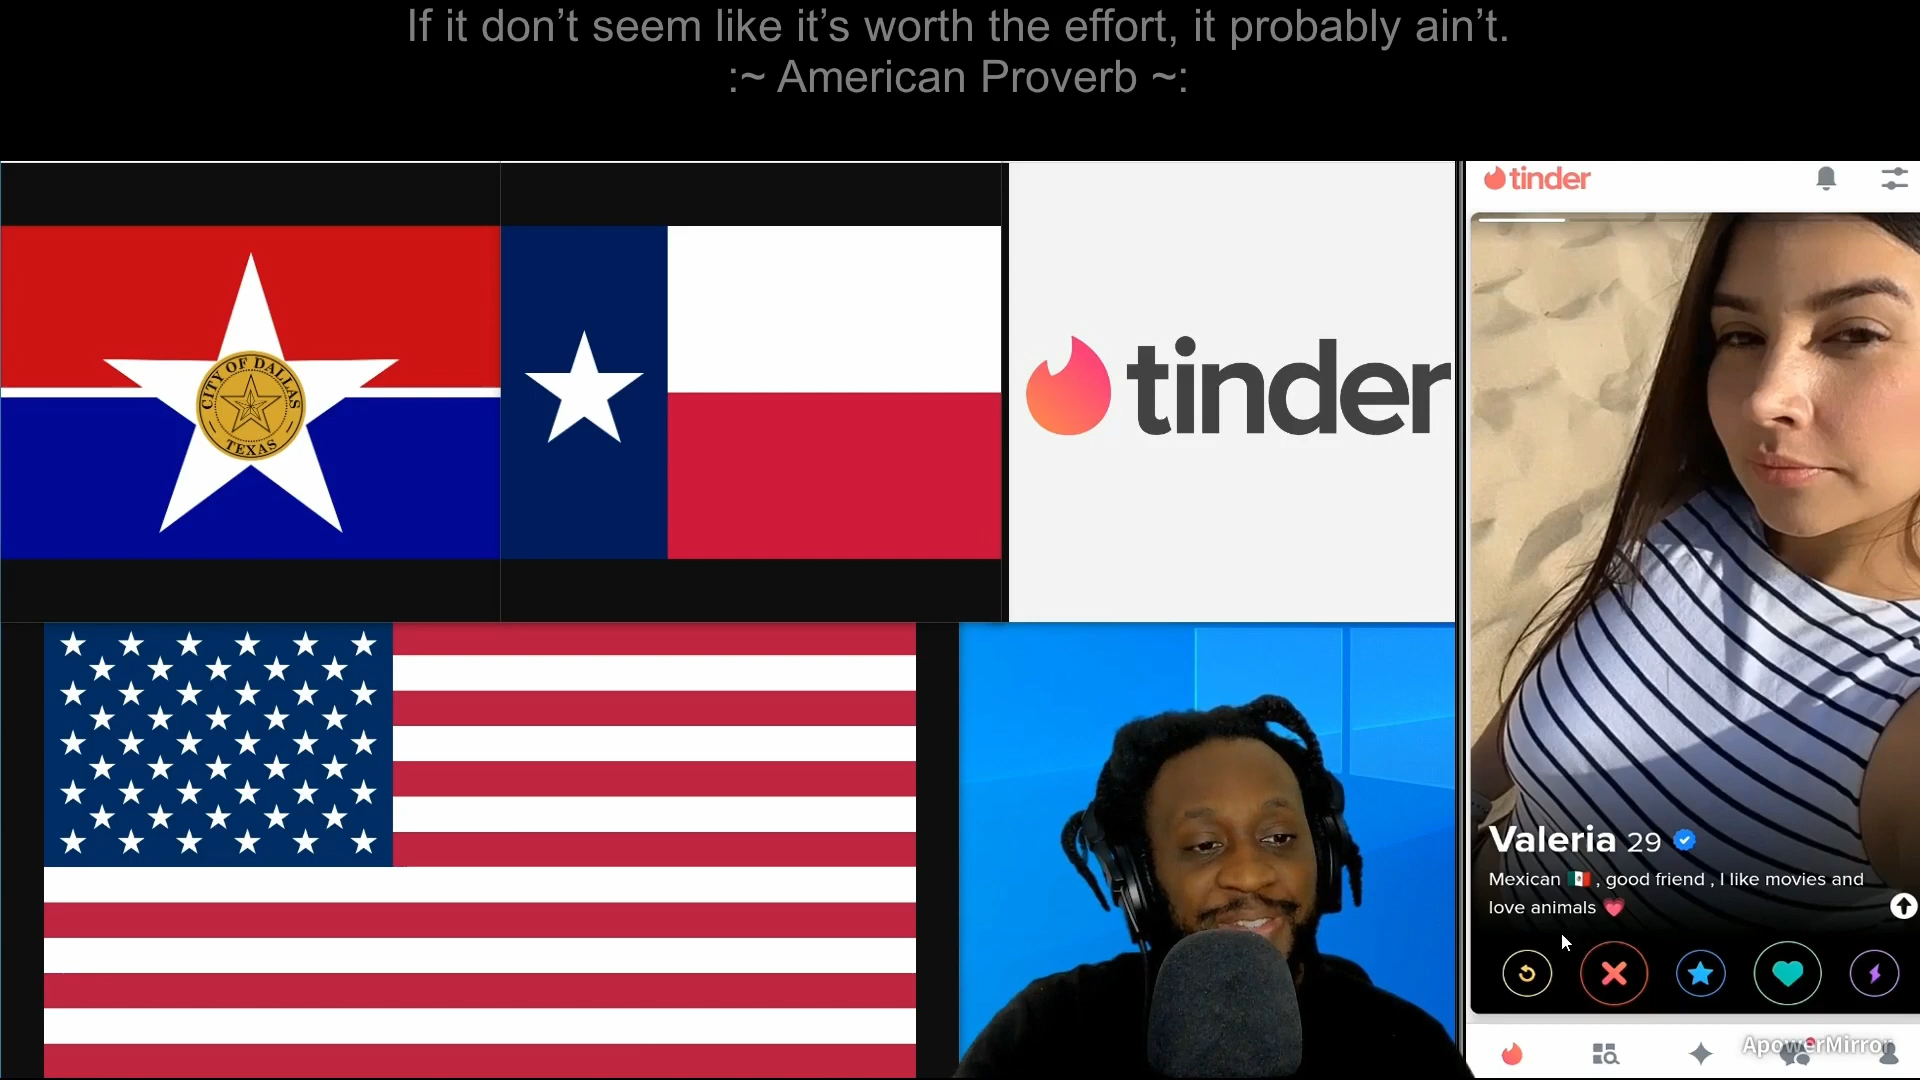 If it don’t seem like it’s worth the effort, it probably ain’t.
:~ American Proverb ~:
CITY OF DALLAS
TEXAS
tinder
tinder
Valeria 29
Mexican 🇲🇽 , good friend , I like movies and
love animals 💗
ApowerMirror